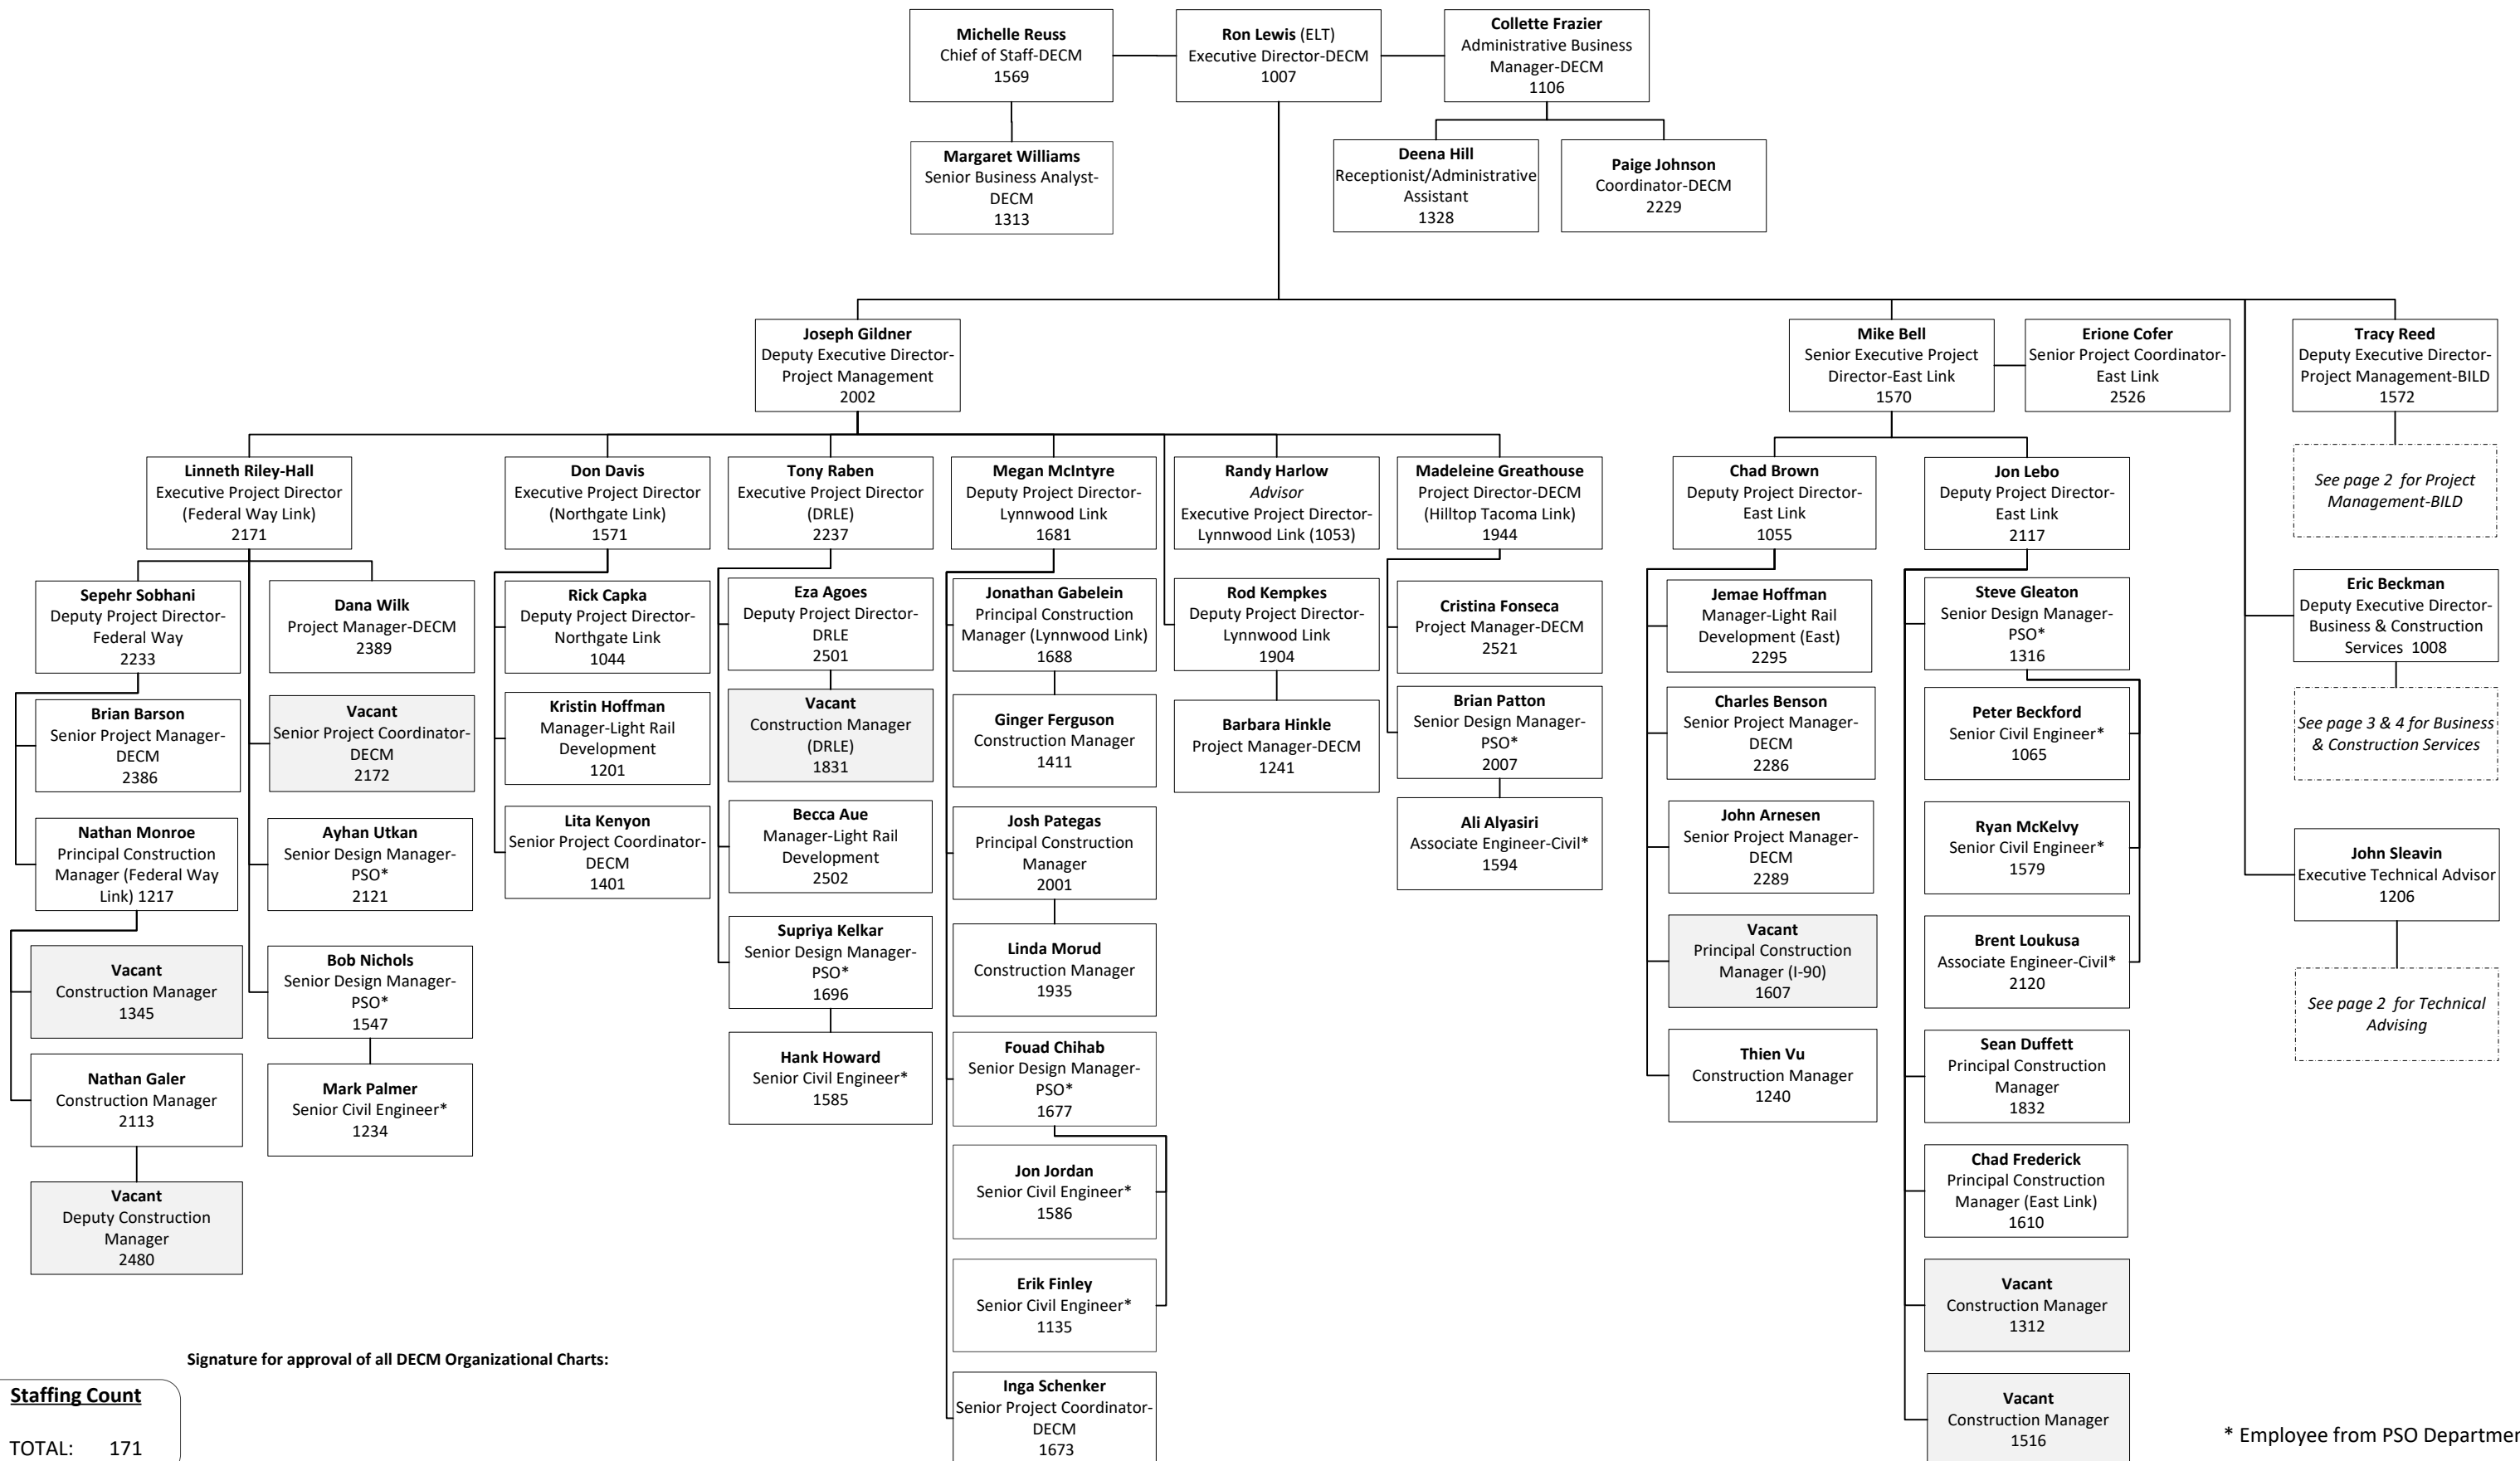 Michelle Reuss
Chief of Staff-DECM
1569
Ron Lewis (ELT)
Executive Director-DECM
1007
Collette Frazier
Administrative Business
Manager-DECM
1106
Margaret Williams
Senior Business Analyst-
DECM
1313
Deena Hill
Receptionist/Administrative
Assistant
1328
Paige Johnson
Coordinator-DECM
2229
Joseph Gildner
Deputy Executive Director-
Project Management
2002
Mike Bell
Senior Executive Project
Director-East Link
1570
Erione Cofer
Senior Project Coordinator-
East Link
2526
Tracy Reed
Deputy Executive Director-
Project Management-BILD
1572
Linneth Riley-Hall
Executive Project Director
(Federal Way Link)
2171
Don Davis
Executive Project Director
(Northgate Link)
1571
Tony Raben
Executive Project Director
(DRLE)
2237
Megan McIntyre
Deputy Project Director-
Lynnwood Link
1681
Randy Harlow
Advisor
Executive Project Director-
Lynnwood Link (1053)
Madeleine Greathouse
Project Director-DECM
(Hilltop Tacoma Link)
1944
Chad Brown
Deputy Project Director-
East Link
1055
Jon Lebo
Deputy Project Director-
East Link
2117
See page 2 for Project
Management-BILD
Sepehr Sobhani
Deputy Project Director-
Federal Way
2233
Dana Wilk
Project Manager-DECM
2389
Rick Capka
Deputy Project Director-
Northgate Link
1044
Eza Agoes
Deputy Project Director-
DRLE
2501
Jonathan Gabelein
Principal Construction
Manager (Lynnwood Link)
1688
Rod Kempkes
Deputy Project Director-
Lynnwood Link
1904
Cristina Fonseca
Project Manager-DECM
2521
Jemae Hoffman
Manager-Light Rail
Development (East)
2295
Steve Gleaton
Senior Design Manager-
PSO*
1316
Eric Beckman
Deputy Executive Director-
Business & Construction
Services 1008
Brian Barson
Senior Project Manager-
DECM
2386
Vacant
Senior Project Coordinator-
DECM
2172
Kristin Hoffman
Manager-Light Rail
Development
1201
Vacant
Construction Manager
(DRLE)
1831
Ginger Ferguson
Construction Manager
1411
Barbara Hinkle
Project Manager-DECM
1241
Brian Patton
Senior Design Manager-
PSO*
2007
Charles Benson
Senior Project Manager-
DECM
2286
Peter Beckford
Senior Civil Engineer*
1065
See page 3 & 4 for Business
& Construction Services
Nathan Monroe
Principal Construction
Manager (Federal Way
Link) 1217
Ayhan Utkan
Senior Design Manager-
PSO*
2121
Lita Kenyon
Senior Project Coordinator-
DECM
1401
Becca Aue
Manager-Light Rail
Development
2502
Josh Pategas
Principal Construction
Manager
2001
Ali Alyasiri
Associate Engineer-Civil*
1594
John Arnesen
Senior Project Manager-
DECM
2289
Ryan McKelvy
Senior Civil Engineer*
1579
John Sleavin
Executive Technical Advisor
1206
Vacant
Construction Manager
1345
Bob Nichols
Senior Design Manager-
PSO*
1547
Supriya Kelkar
Senior Design Manager-
PSO*
1696
Linda Morud
Construction Manager
1935
Vacant
Principal Construction
Manager (I-90)
1607
Brent Loukusa
Associate Engineer-Civil*
2120
See page 2 for Technical
Advising
Nathan Galer
Construction Manager
2113
Mark Palmer
Senior Civil Engineer*
1234
Hank Howard
Senior Civil Engineer*
1585
Fouad Chihab
Senior Design Manager-
PSO*
1677
Thien Vu
Construction Manager
1240
Sean Duffett
Principal Construction
Manager
1832
Vacant
Deputy Construction
Manager
2480
Jon Jordan
Senior Civil Engineer*
1586
Chad Frederick
Principal Construction
Manager (East Link)
1610
Erik Finley
Senior Civil Engineer*
1135
Vacant
Construction Manager
1312
Signature for approval of all DECM Organizational Charts:
Inga Schenker
Senior Project Coordinator-
DECM
1673
Vacant
Construction Manager
1516
Staffing Count
TOTAL: 171
* Employee from PSO Departmen